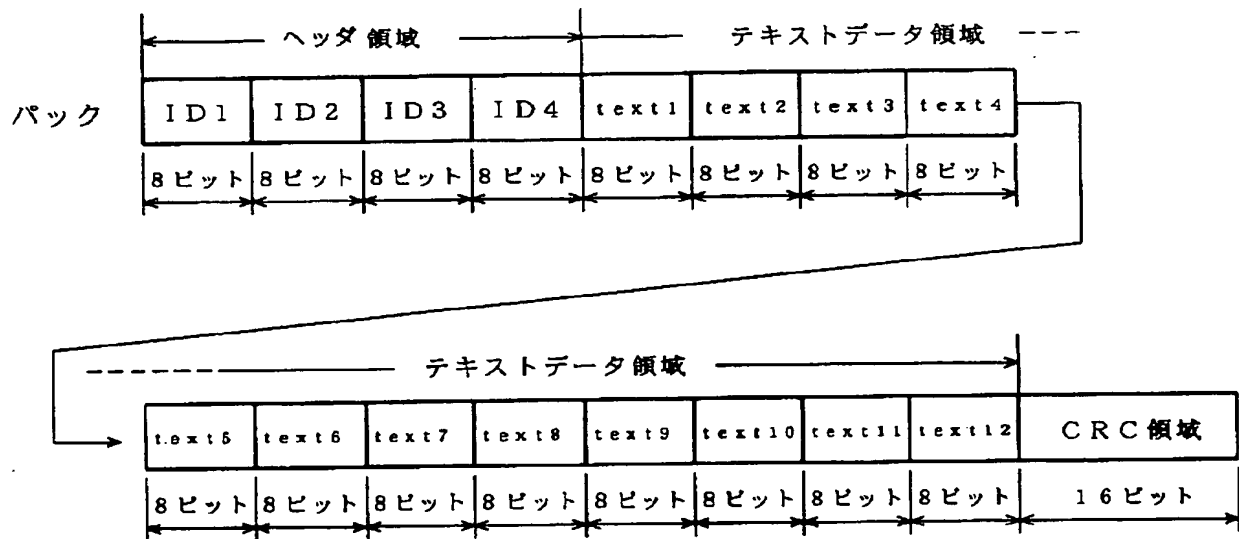 ヘッダ領域 テキストデータ領域
パック ID1 ID2 ID3 ID4 text1 text2 text3 text4
8ビット 8ビット 8ビット 8ビット 8ビット 8ビット 8ビット 8ビット
テキストデータ領域
text5 text6 text7 text8 text9 text10 text11 text12 CRC領域
8ビット 8ビット 8ビット 8ビット 8ビット 8ビット 8ビット 8ビット 16ビット